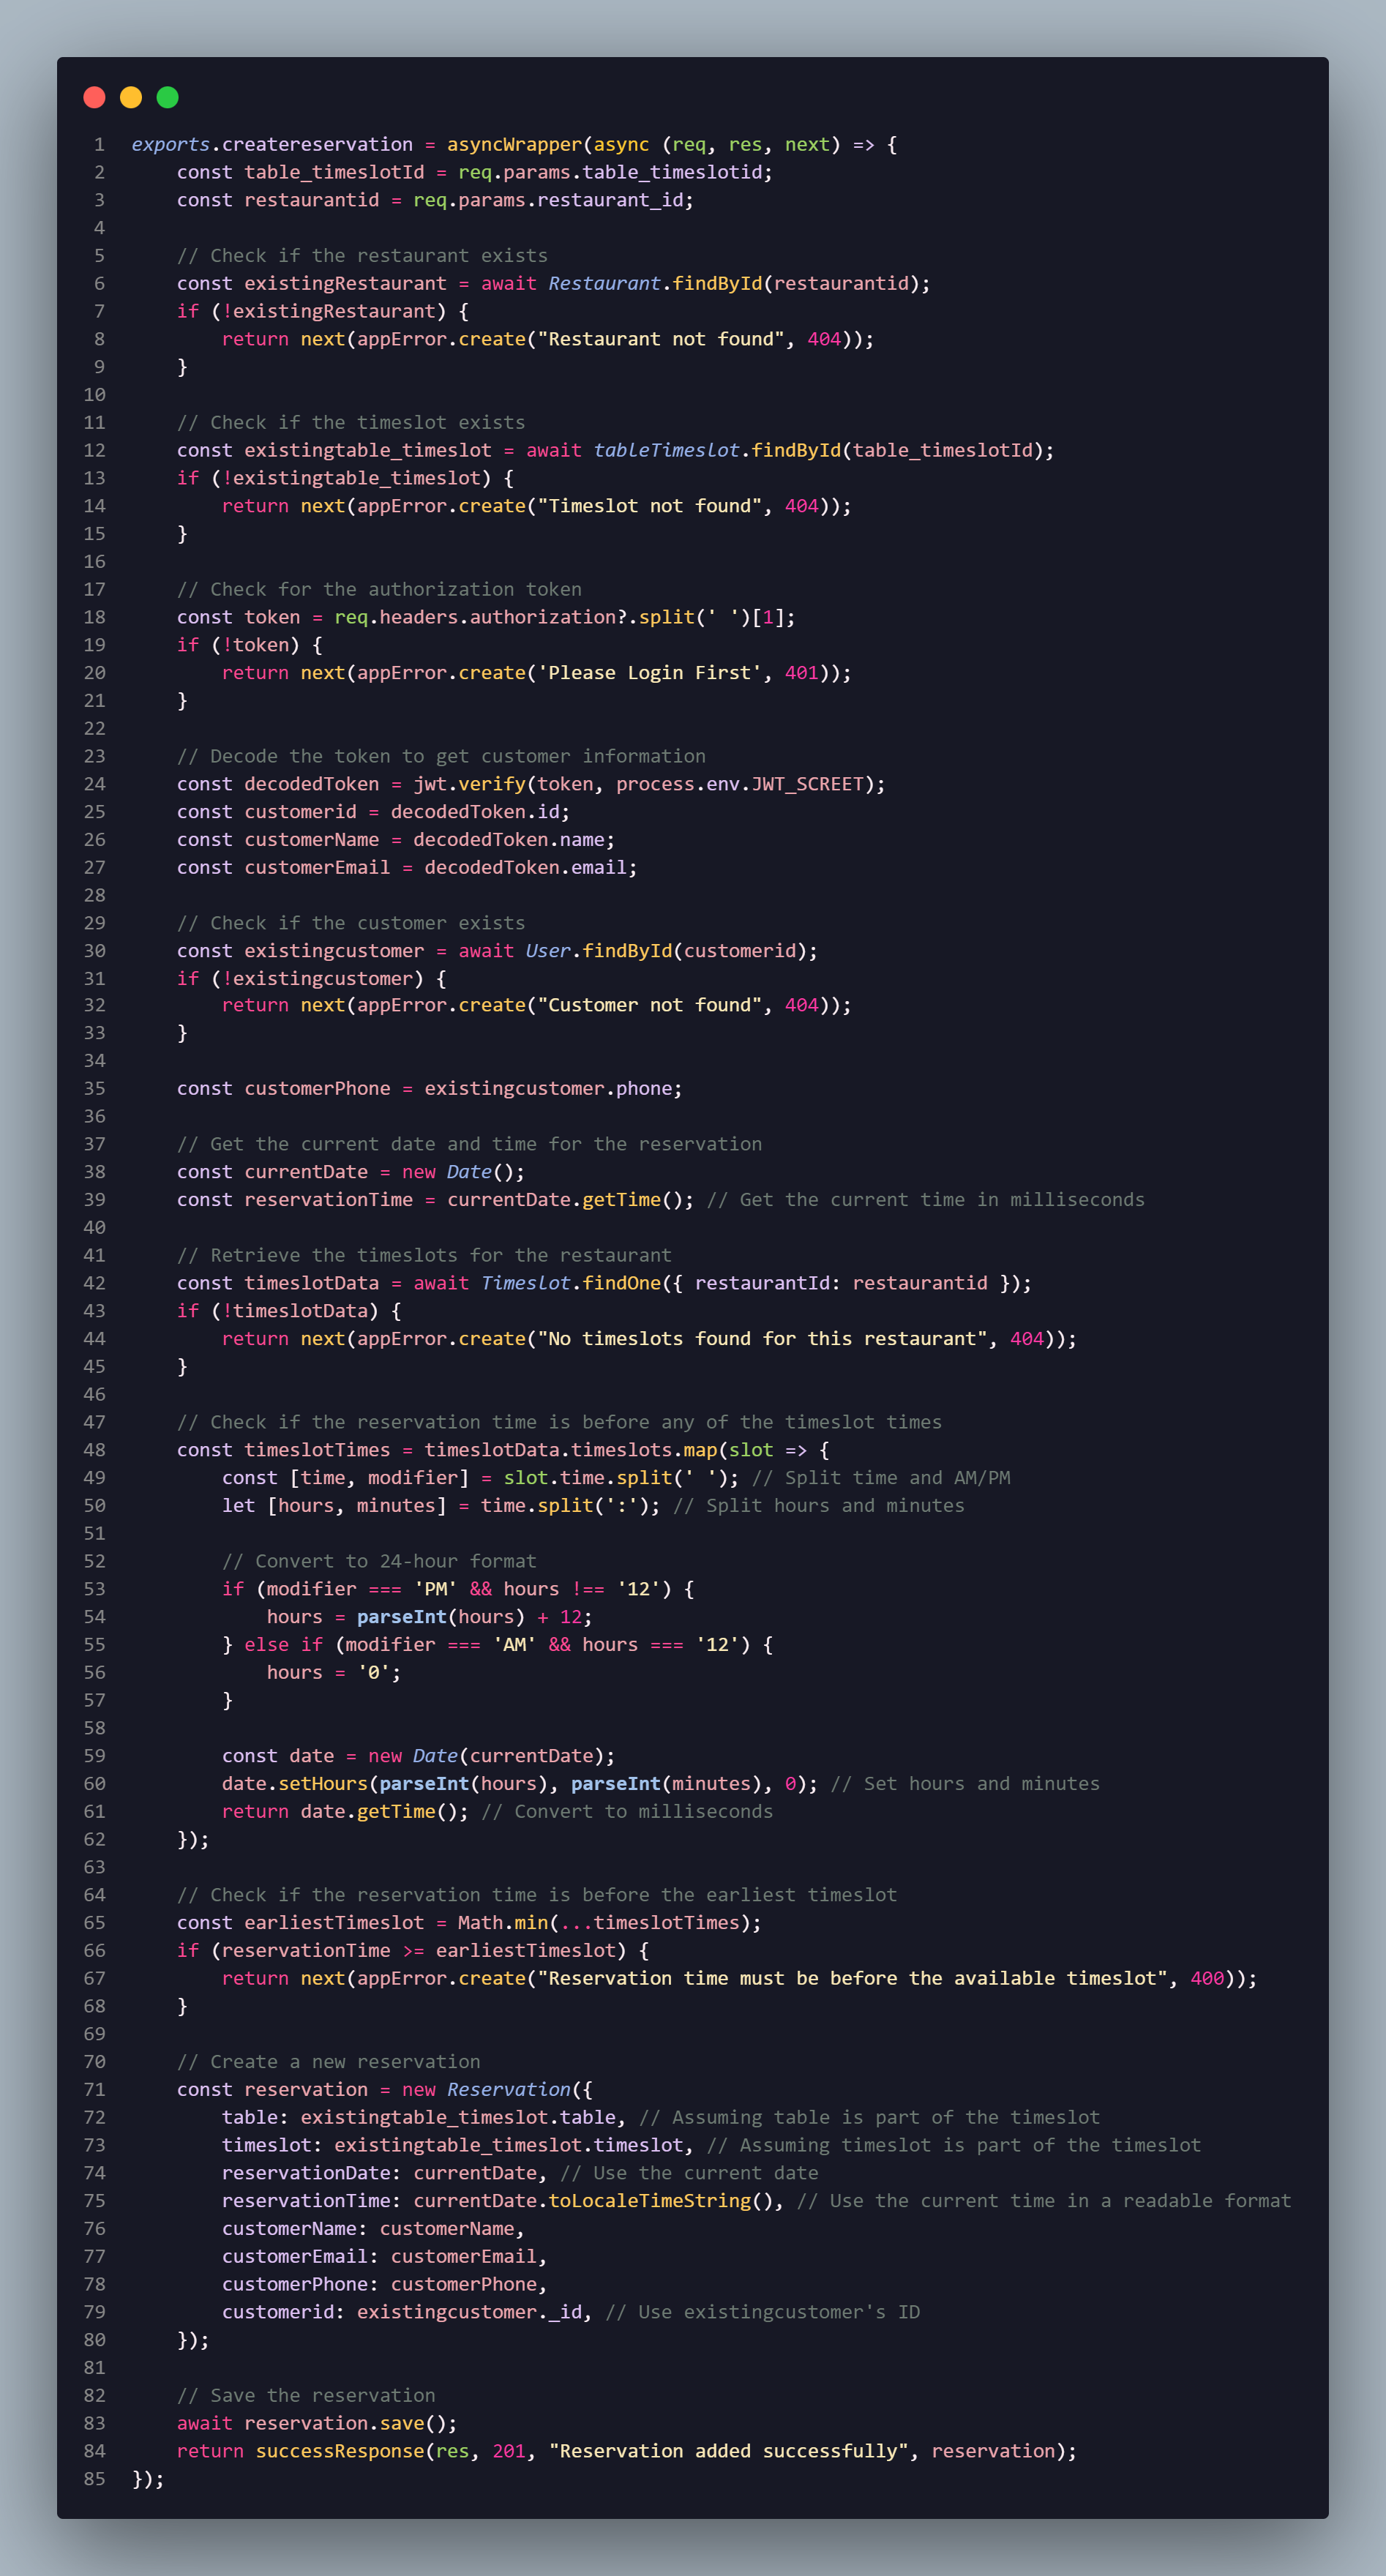 1 exports.createreservation = asyncWrapper(async (req, res, next) => {
2     const table_timeslotId = req.params.table_timeslotid;
3     const restaurantid = req.params.restaurant_id;
4
5     // Check if the restaurant exists
6     const existingRestaurant = await Restaurant.findById(restaurantid);
7     if (!existingRestaurant) {
8         return next(appError.create("Restaurant not found", 404));
9     }
10
11     // Check if the timeslot exists
12     const existingtable_timeslot = await tableTimeslot.findById(table_timeslotId);
13     if (!existingtable_timeslot) {
14         return next(appError.create("Timeslot not found", 404));
15     }
16
17     // Check for the authorization token
18     const token = req.headers.authorization?.split(' ')[1];
19     if (!token) {
20         return next(appError.create('Please Login First', 401));
21     }
22
23     // Decode the token to get customer information
24     const decodedToken = jwt.verify(token, process.env.JWT_SCREET);
25     const customerid = decodedToken.id;
26     const customerName = decodedToken.name;
27     const customerEmail = decodedToken.email;
28
29     // Check if the customer exists
30     const existingcustomer = await User.findById(customerid);
31     if (!existingcustomer) {
32         return next(appError.create("Customer not found", 404));
33     }
34
35     const customerPhone = existingcustomer.phone;
36
37     // Get the current date and time for the reservation
38     const currentDate = new Date();
39     const reservationTime = currentDate.getTime(); // Get the current time in milliseconds
40
41     // Retrieve the timeslots for the restaurant
42     const timeslotData = await Timeslot.findOne({ restaurantId: restaurantid });
43     if (!timeslotData) {
44         return next(appError.create("No timeslots found for this restaurant", 404));
45     }
46
47     // Check if the reservation time is before any of the timeslot times
48     const timeslotTimes = timeslotData.timeslots.map(slot => {
49         const [time, modifier] = slot.time.split(' '); // Split time and AM/PM
50         let [hours, minutes] = time.split(':'); // Split hours and minutes
51
52         // Convert to 24-hour format
53         if (modifier === 'PM' && hours !== '12') {
54             hours = parseInt(hours) + 12;
55         } else if (modifier === 'AM' && hours === '12') {
56             hours = '0';
57         }
58
59         const date = new Date(currentDate);
60         date.setHours(parseInt(hours), parseInt(minutes), 0); // Set hours and minutes
61         return date.getTime(); // Convert to milliseconds
62     });
63
64     // Check if the reservation time is before the earliest timeslot
65     const earliestTimeslot = Math.min(...timeslotTimes);
66     if (reservationTime >= earliestTimeslot) {
67         return next(appError.create("Reservation time must be before the available timeslot", 400));
68     }
69
70     // Create a new reservation
71     const reservation = new Reservation({
72         table: existingtable_timeslot.table, // Assuming table is part of the timeslot
73         timeslot: existingtable_timeslot.timeslot, // Assuming timeslot is part of the timeslot
74         reservationDate: currentDate, // Use the current date
75         reservationTime: currentDate.toLocaleTimeString(), // Use the current time in a readable format
76         customerName: customerName,
77         customerEmail: customerEmail,
78         customerPhone: customerPhone,
79         customerid: existingcustomer._id, // Use existingcustomer's ID
80     });
81
82     // Save the reservation
83     await reservation.save();
84     return successResponse(res, 201, "Reservation added successfully", reservation);
85 });